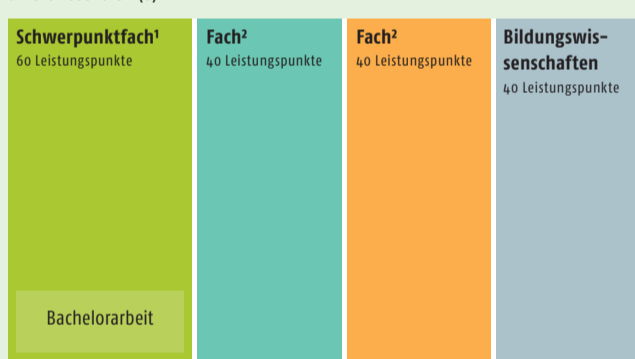 Schwerpunktfach¹
60 Leistungspunkte
Fach²
40 Leistungspunkte
Fach²
40 Leistungspunkte
Bildungswis-
senschaften
40 Leistungspunkte
Bachelorarbeit